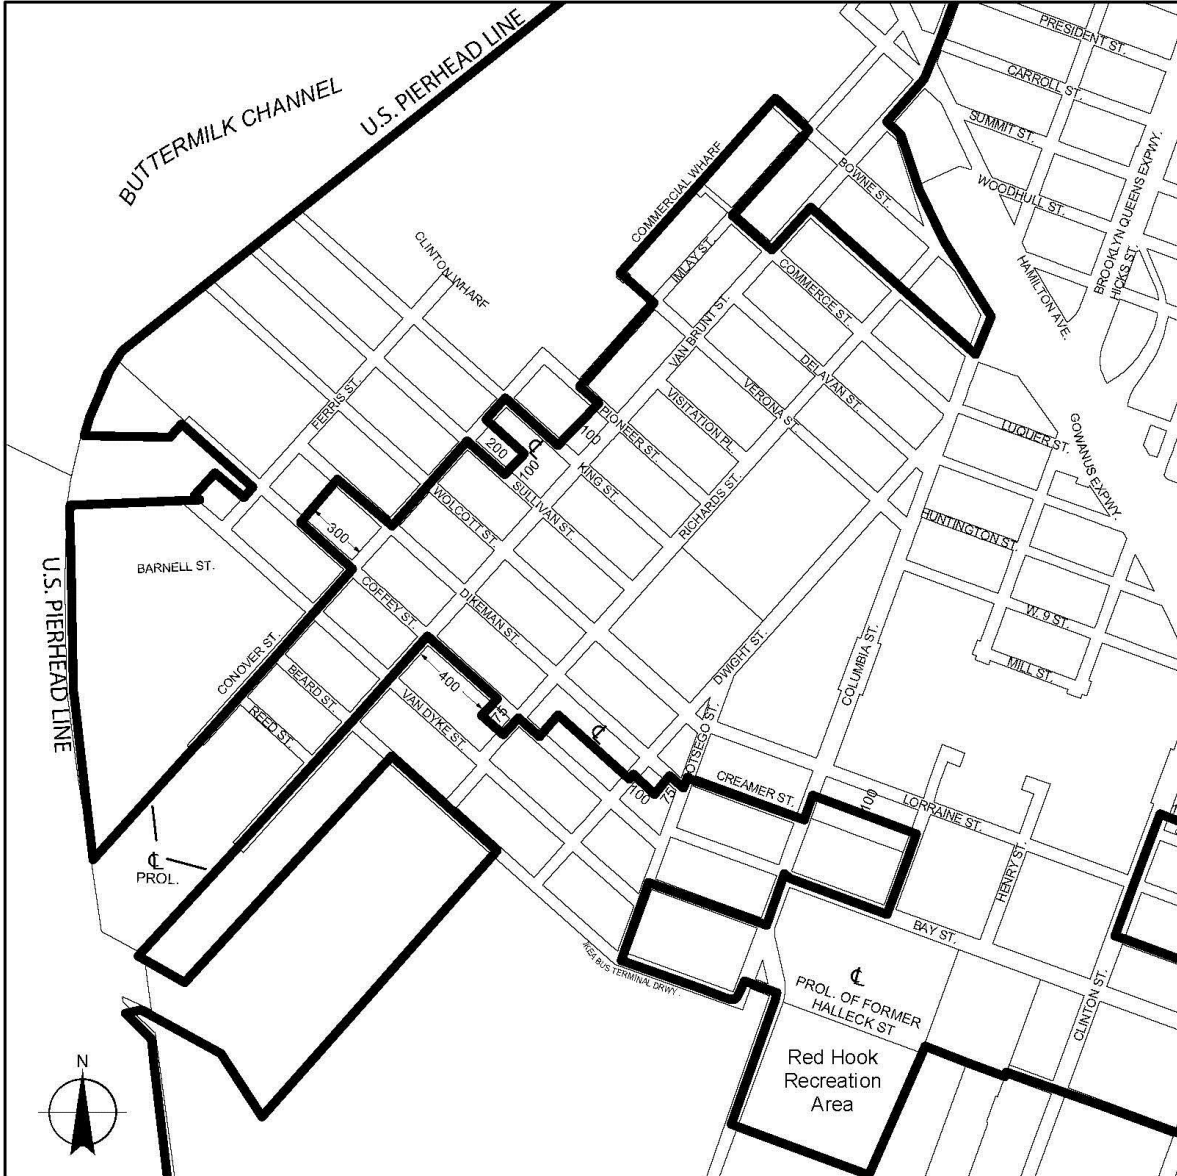 PRESIDENT ST.
U.S. PIERHEAD LINE
CARROLL ST.
BUTTERMILK CHANNEL
SUMMIT ST.
COMMERCIAL WHARF
BOWNE ST.
WOODHULL ST.
BROOKLYN QUEENS EXPWY.
HICKS ST.
CLINTON WHARF
IMLAY ST.
COMMERCE ST.
HAMILTON AVE.
VAN BRUNT ST.
DELAVAN ST.
FERRIS ST.
VERONA ST.
VISITATION PL.
PIONEER ST.
100
200
℄
100
LUQUER ST.
GOWANUS EXPWY.
KING ST.
SULLIVAN ST.
WOLCOTT ST.
RICHARDS ST.
HUNTINGTON ST.
300
BARNELL ST.
COFFEY ST.
DIKEMAN ST.
U.S. PIERHEAD LINE
W. 9 ST.
DWIGHT ST.
COLUMBIA ST.
MILL ST.
CONOVER ST.
BEARD ST.
400
75
VAN DYKE ST.
REED ST.
℄
OTSEGO ST.
CREAMER ST.
100
75
100
LORRAINE ST.
℄
PROL.
HENRY ST.
BAY ST.
IKEA BUS TERMINAL DRWY.
℄
PROL. OF FORMER
HALLECK ST
CLINTON ST.
Red Hook
Recreation
Area
N